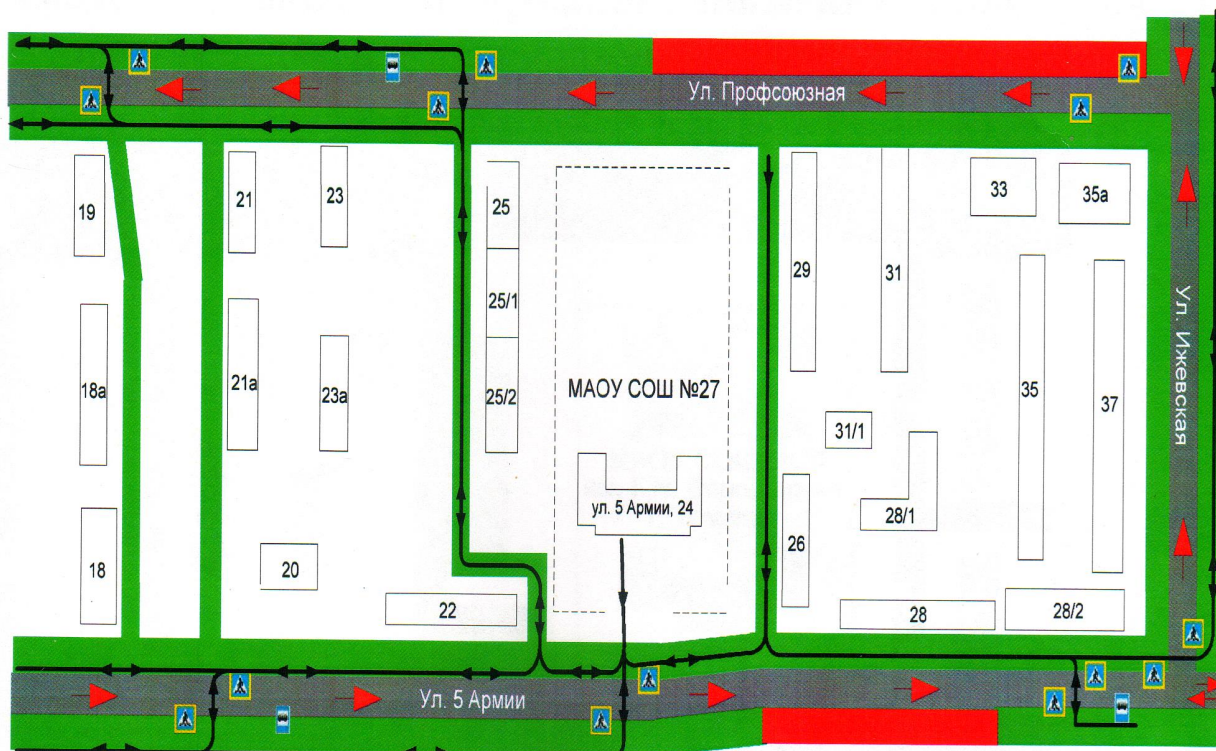 Ул. Профсоюзная
19
21
23
25
29
31
33
35а
25/1
18а
21а
23а
25/2
МАОУ СОШ №27
31/1
35
37
Ул. Ижевская
ул. 5 Армии, 24
28/1
26
18
20
22
28
28/2
Ул. 5 Армии